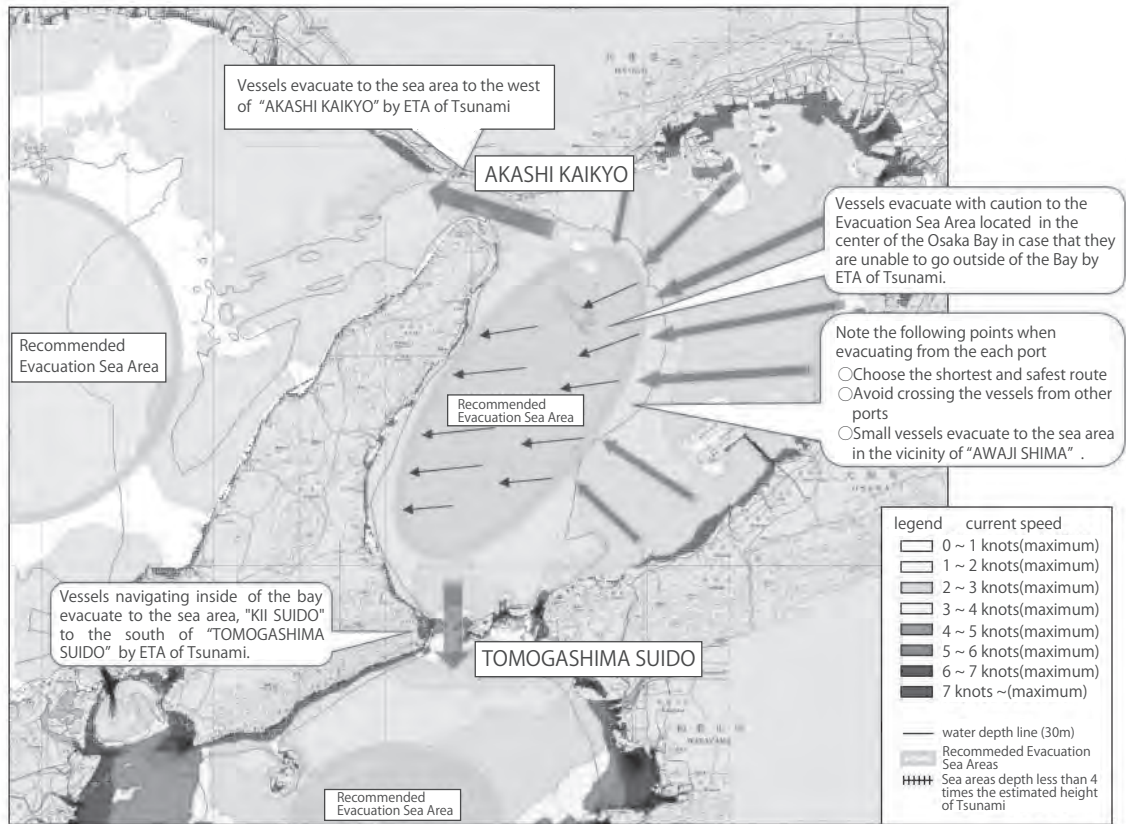 Vessels evacuate to the sea area to the west
of "AKASHI KAIKYO" by ETA of Tsunami
AKASHI KAIKYO
Vessels evacuate with caution to the
Evacuation Sea Area located in the
center of the Osaka Bay in case that they
are unable to go outside of the Bay by
ETA of Tsunami.
Recommended
Evacuation Sea Area
Note the following points when
evacuating from the each port
○Choose the shortest and safest route
○Avoid crossing the vessels from other
ports
○Small vessels evacuate to the sea area
in the vicinity of "AWAJI SHIMA" .
Recommended
Evacuation Sea Area
Vessels navigating inside of the bay
evacuate to the sea area, "KII SUIDO"
to the south of "TOMOGASHIMA
SUIDO" by ETA of Tsunami.
TOMOGASHIMA SUIDO
Recommended
Evacuation Sea Area
legend current speed
0 ~ 1 knots(maximum)
1 ~ 2 knots(maximum)
2 ~ 3 knots(maximum)
3 ~ 4 knots(maximum)
4 ~ 5 knots(maximum)
5 ~ 6 knots(maximum)
6 ~ 7 knots(maximum)
7 knots ~(maximum)
water depth line (30m)
Recommeded Evacuation
Sea Areas
Sea areas depth less than 4
times the estimated height
of Tsunami